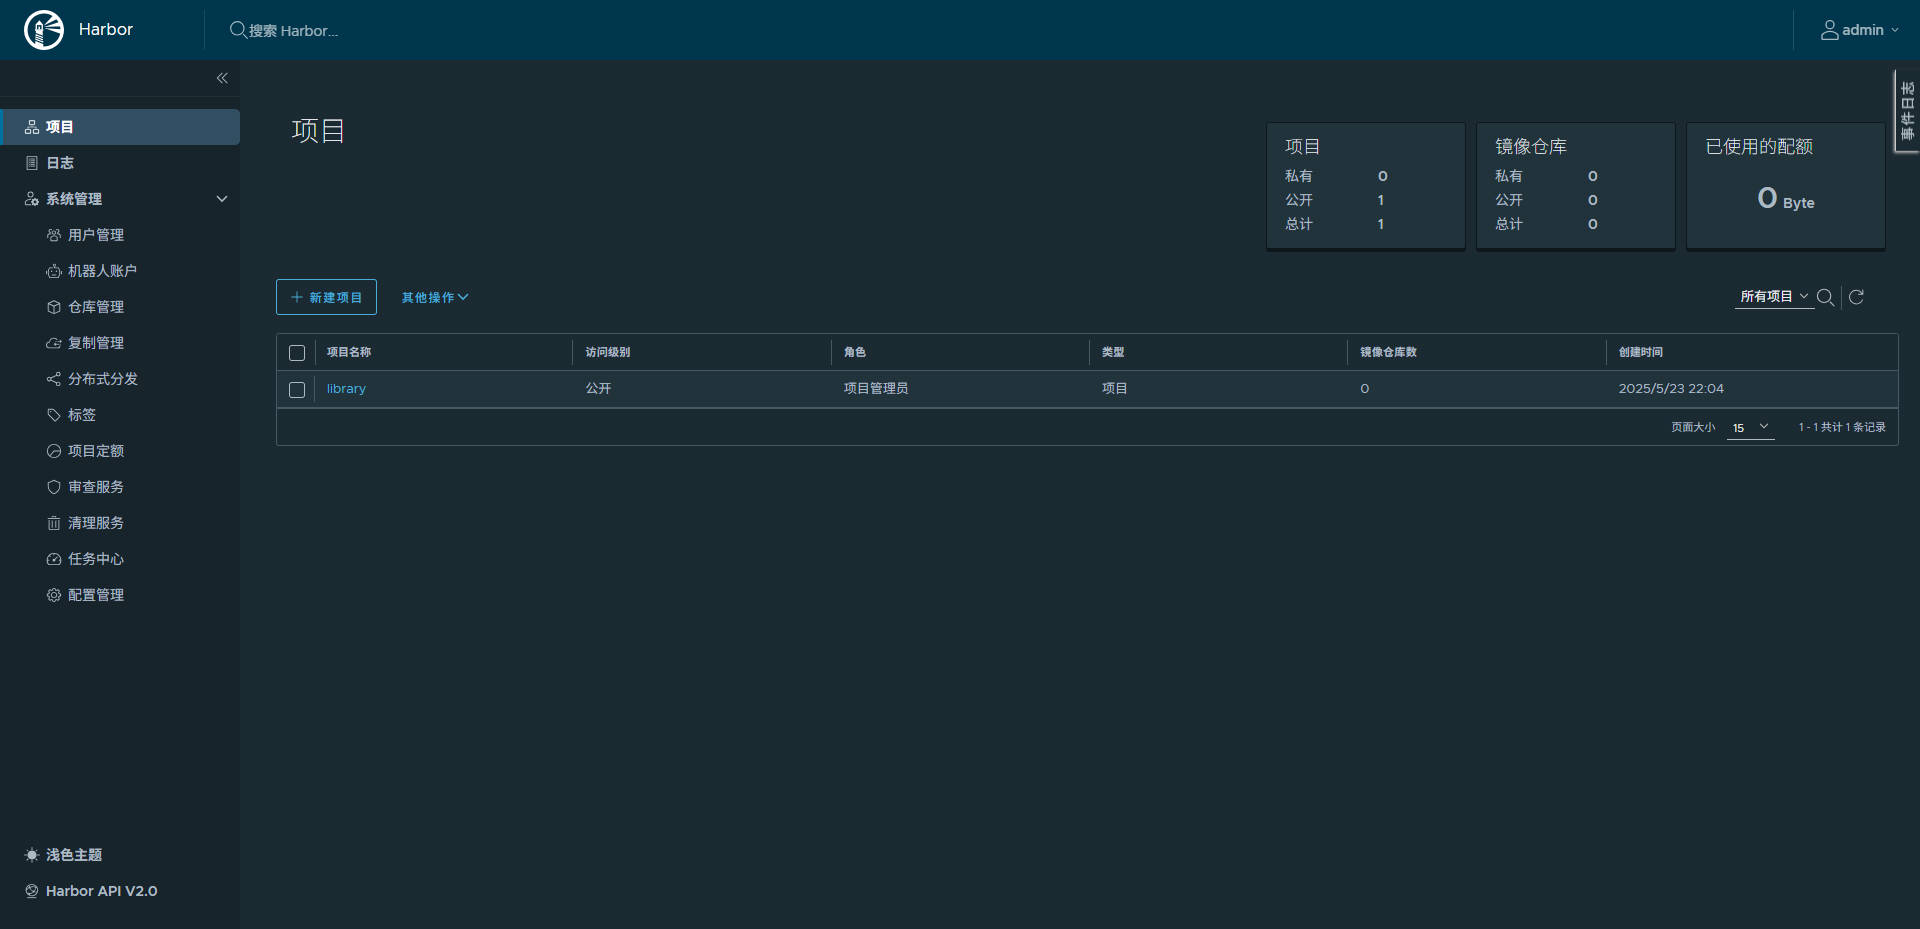 Harbor
搜索 Harbor...
admin
事件日志
项目
日志
系统管理
用户管理
机器人账户
仓库管理
复制管理
分布式分发
标签
项目定额
审查服务
清理服务
任务中心
配置管理
浅色主题
Harbor API V2.0
项目
项目
私有 0
公开 1
总计 1
镜像仓库
私有 0
公开 0
总计 0
已使用的配额
0 Byte
新建项目 其他操作
所有项目
项目名称 访问级别 角色 类型 镜像仓库数 创建时间
library 公开 项目管理员 项目 0 2025/5/23 22:04
页面大小 15 1 - 1 共计 1 条记录